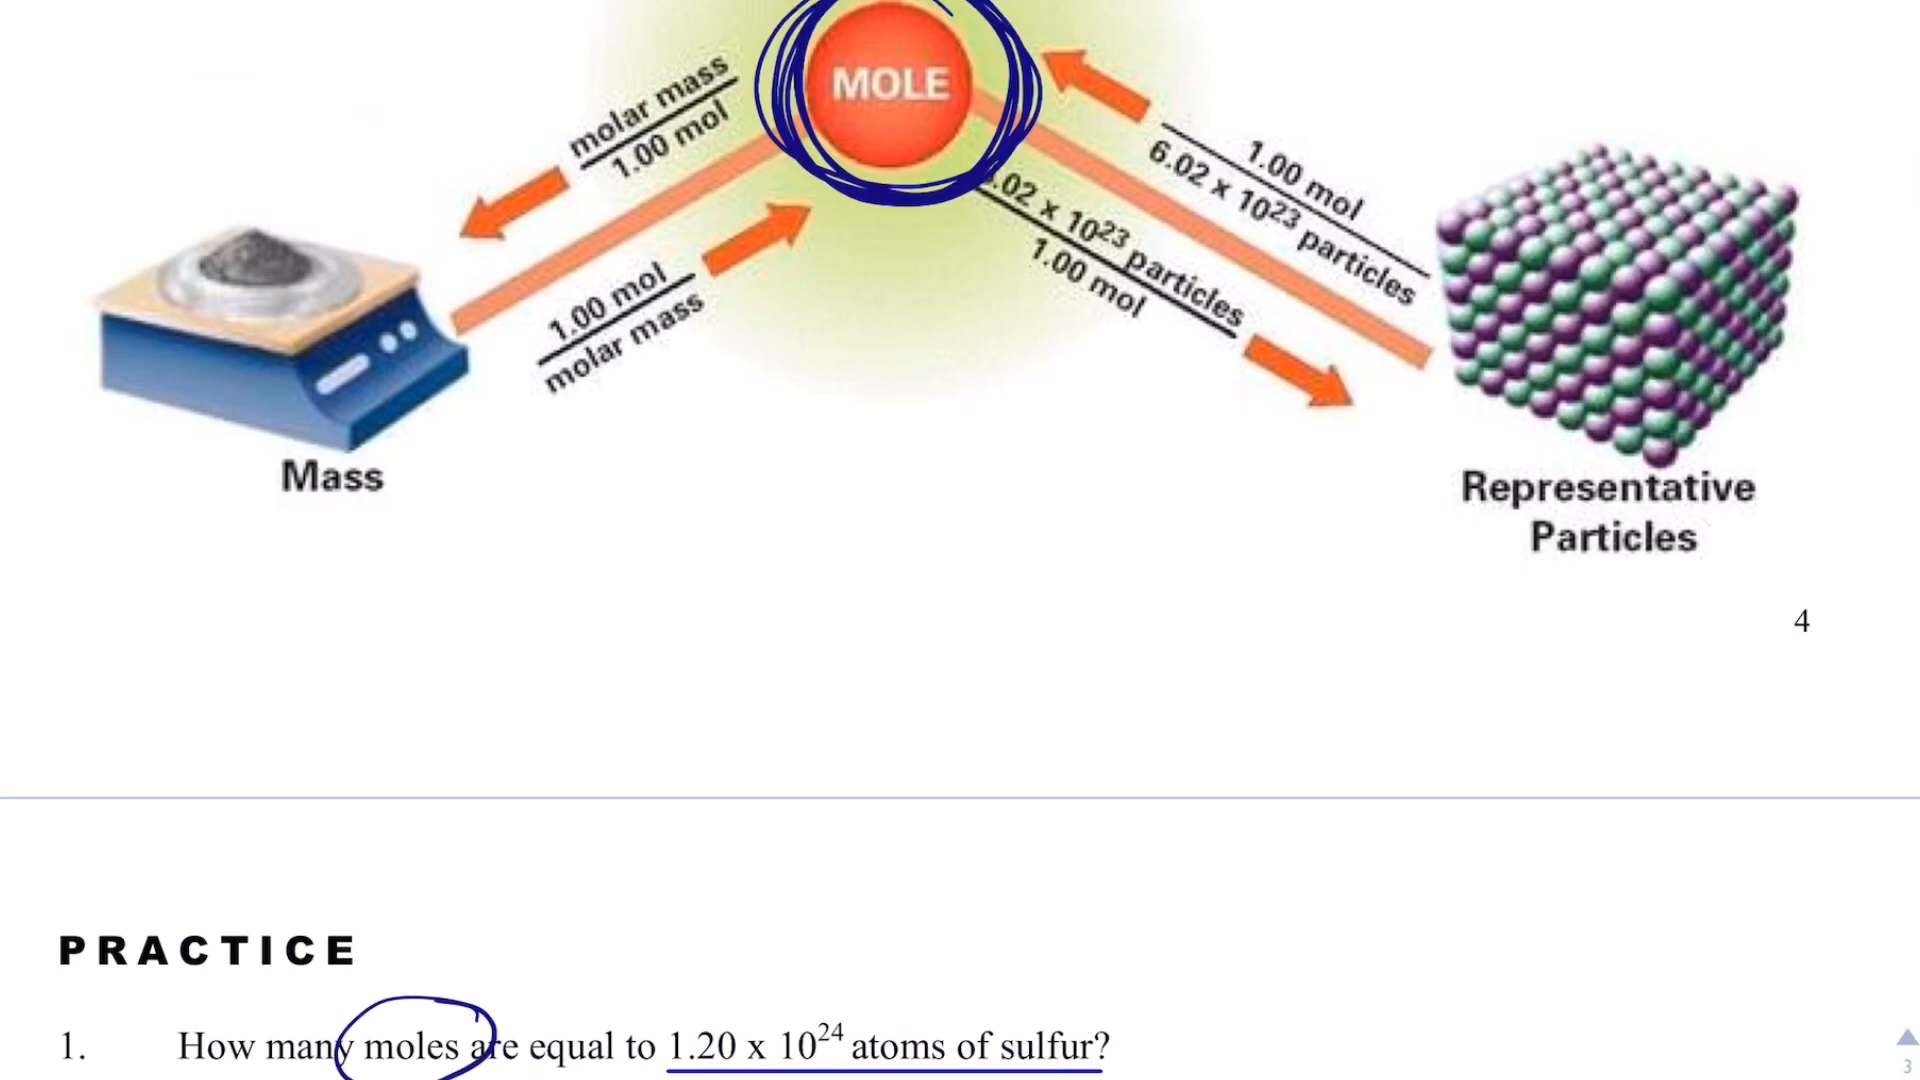 MOLE
molar mass
1.00 mol
1.00 mol
molar mass
1.00 mol
6.02 x 10²³ particles
.02 x 10²³ particles
1.00 mol
Mass
Representative
Particles
4
PRACTICE
1. How many moles are equal to 1.20 x 10²⁴ atoms of sulfur?
3